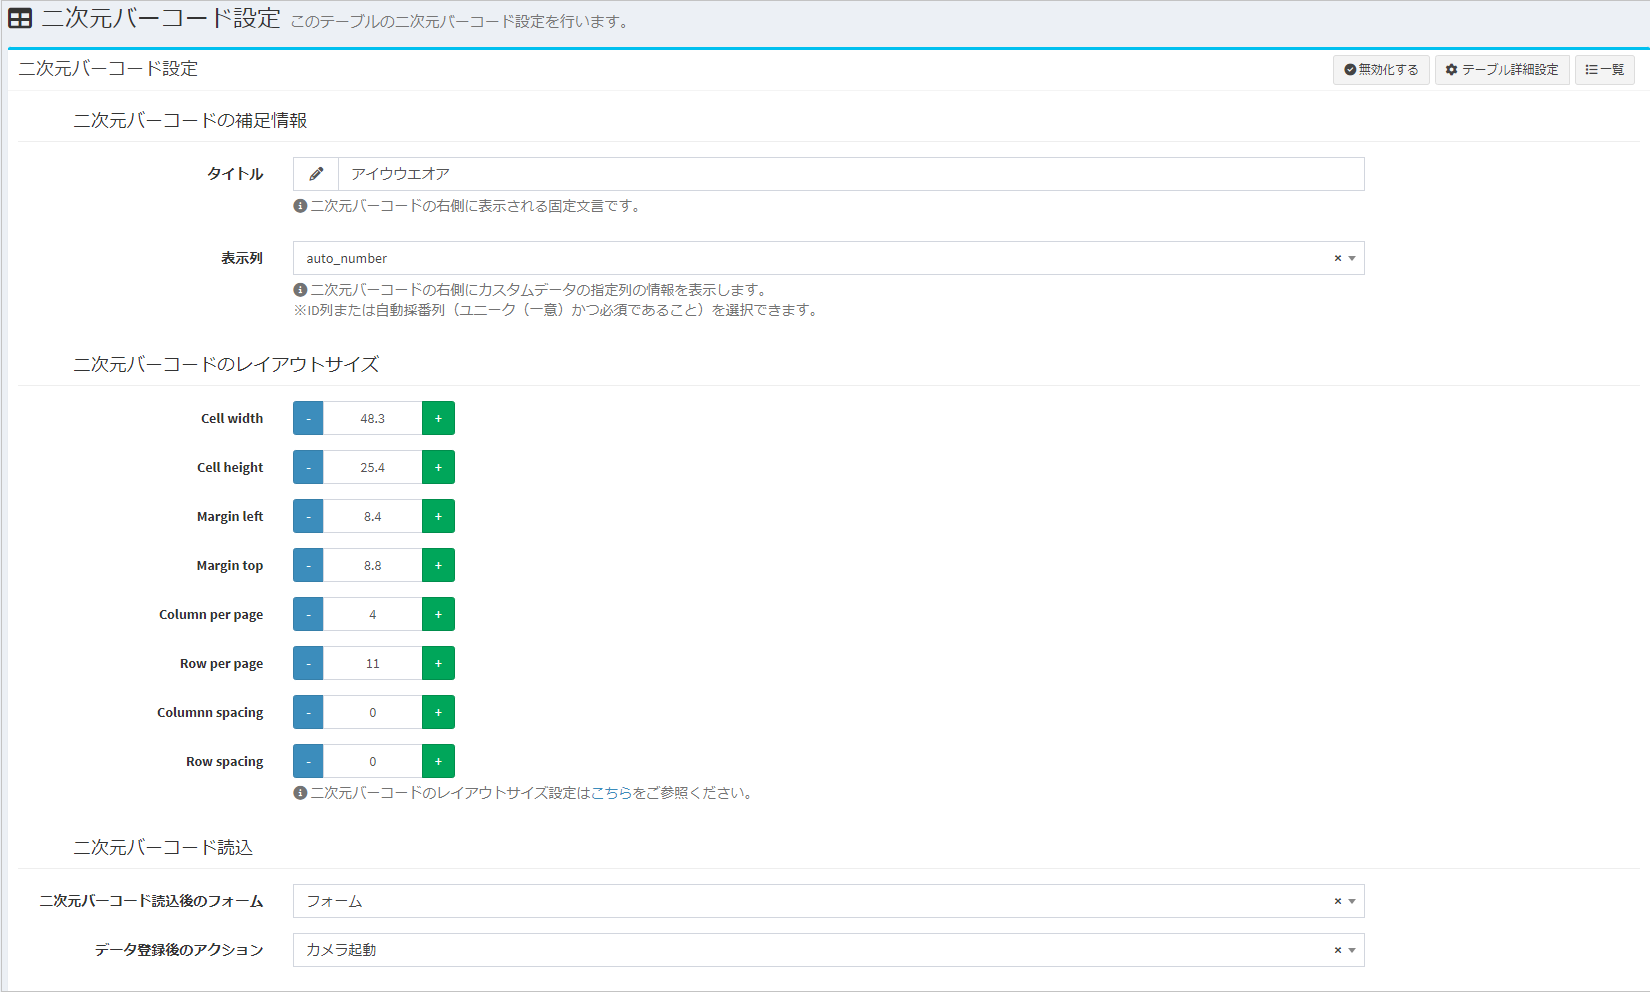 二次元バーコード設定 このテーブルの二次元バーコード設定を行います。
二次元バーコード設定 無効化する テーブル詳細設定 一覧
二次元バーコードの補足情報
タイトル アイウウエオア
二次元バーコードの右側に表示される固定文言です。
表示列 auto_number × 
二次元バーコードの右側にカスタムデータの指定列の情報を表示します。
※ID列または自動採番列（ユニーク（一意）かつ必須であること）を選択できます。
二次元バーコードのレイアウトサイズ
Cell width - 48.3 +
Cell height - 25.4 +
Margin left - 8.4 +
Margin top - 8.8 +
Column per page - 4 +
Row per page - 11 +
Columnn spacing - 0 +
Row spacing - 0 +
二次元バーコードのレイアウトサイズ設定はこちらをご参照ください。
二次元バーコード読込
二次元バーコード読込後のフォーム フォーム ×
データ登録後のアクション カメラ起動 ×